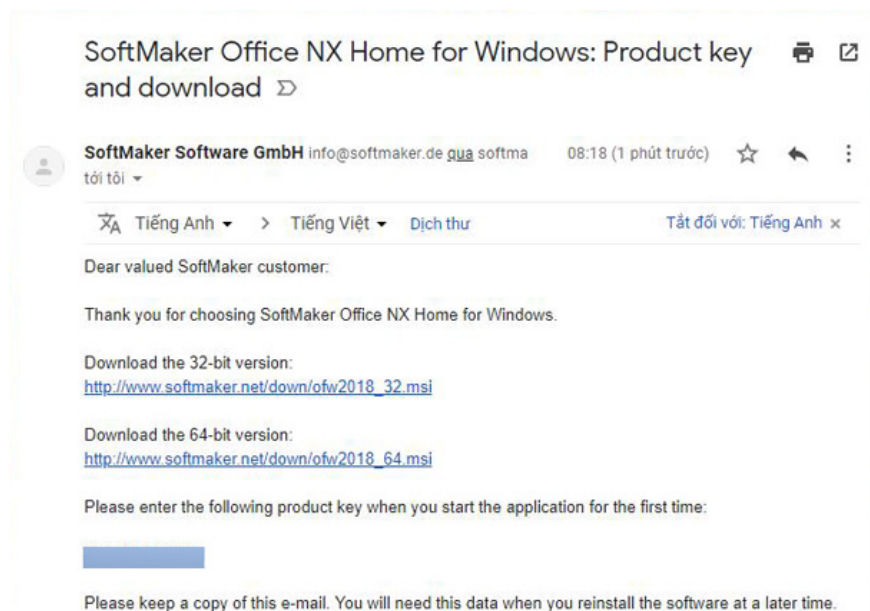 SoftMaker Office NX Home for Windows: Product key
and download
SoftMaker Software GmbH info@softmaker.de qua softma 08:18 (1 phút trước)
tới tôi
Tiếng Anh > Tiếng Việt Dịch thư Tắt đối với: Tiếng Anh ×
Dear valued SoftMaker customer:
Thank you for choosing SoftMaker Office NX Home for Windows.
Download the 32-bit version:
http://www.softmaker.net/down/ofw2018_32.msi
Download the 64-bit version:
http://www.softmaker.net/down/ofw2018_64.msi
Please enter the following product key when you start the application for the first time:
Please keep a copy of this e-mail. You will need this data when you reinstall the software at a later time.